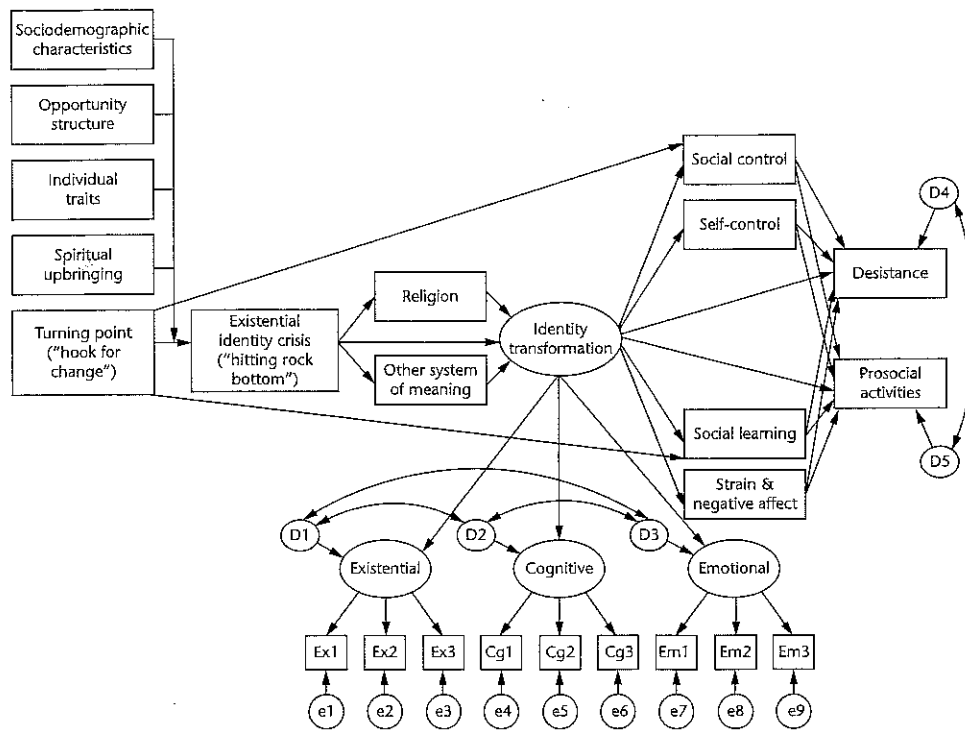 Sociodemographic
characteristics
Opportunity
structure
Individual
traits
Spiritual
upbringing
Turning point
("hook for
change")
Existential
identity crisis
("hitting rock
bottom")
Religion
Other system
of meaning
Identity
transformation
Social control
Self-control
Social learning
Strain &
negative affect
D4
Desistance
Prosocial
activities
D5
D1
D2
D3
Existential
Cognitive
Emotional
Ex1
Ex2
Ex3
Cg1
Cg2
Cg3
Em1
Em2
Em3
e1
e2
e3
e4
e5
e6
e7
e8
e9